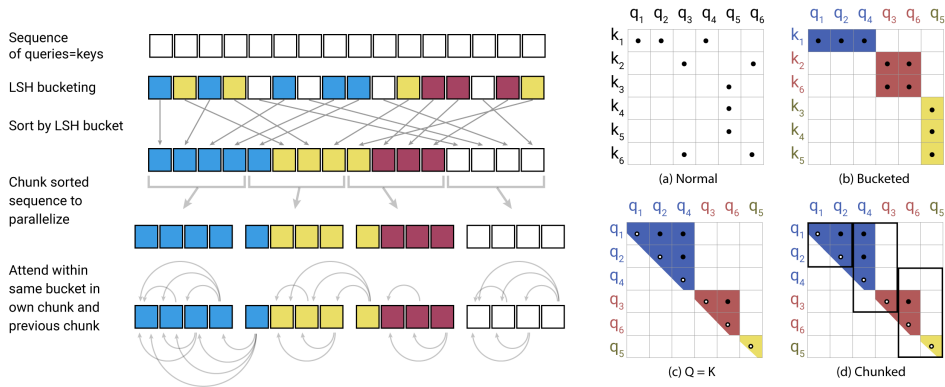 Sequence
of queries=keys
LSH bucketing
Sort by LSH bucket
Chunk sorted
sequence to
parallelize
Attend within
same bucket in
own chunk and
previous chunk
q1 q2 q3 q4 q5 q6
k1
k2
k3
k4
k5
k6
(a) Normal
q1 q2 q4 q3 q6 q5
k1
k2
k6
k3
k4
k5
(b) Bucketed
q1 q2 q4 q3 q6 q5
q1
q2
q4
q3
q6
q5
(c) Q = K
q1 q2 q4 q3 q6 q5
q1
q2
q4
q3
q6
q5
(d) Chunked